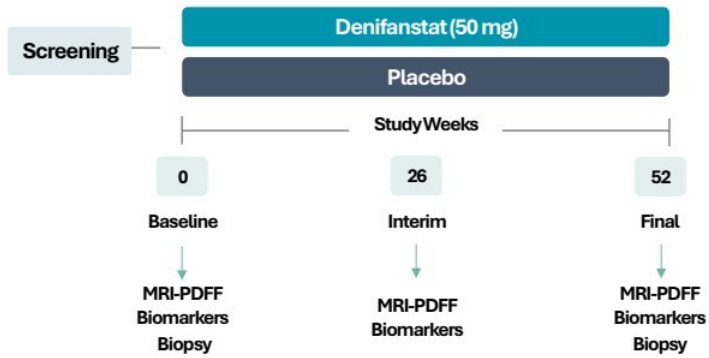 Denifanstat (50 mg)
Screening
Placebo
Study Weeks
0
26
52
Baseline
Interim
Final
MRI-PDFF
Biomarkers
Biopsy
MRI-PDFF
Biomarkers
MRI-PDFF
Biomarkers
Biopsy